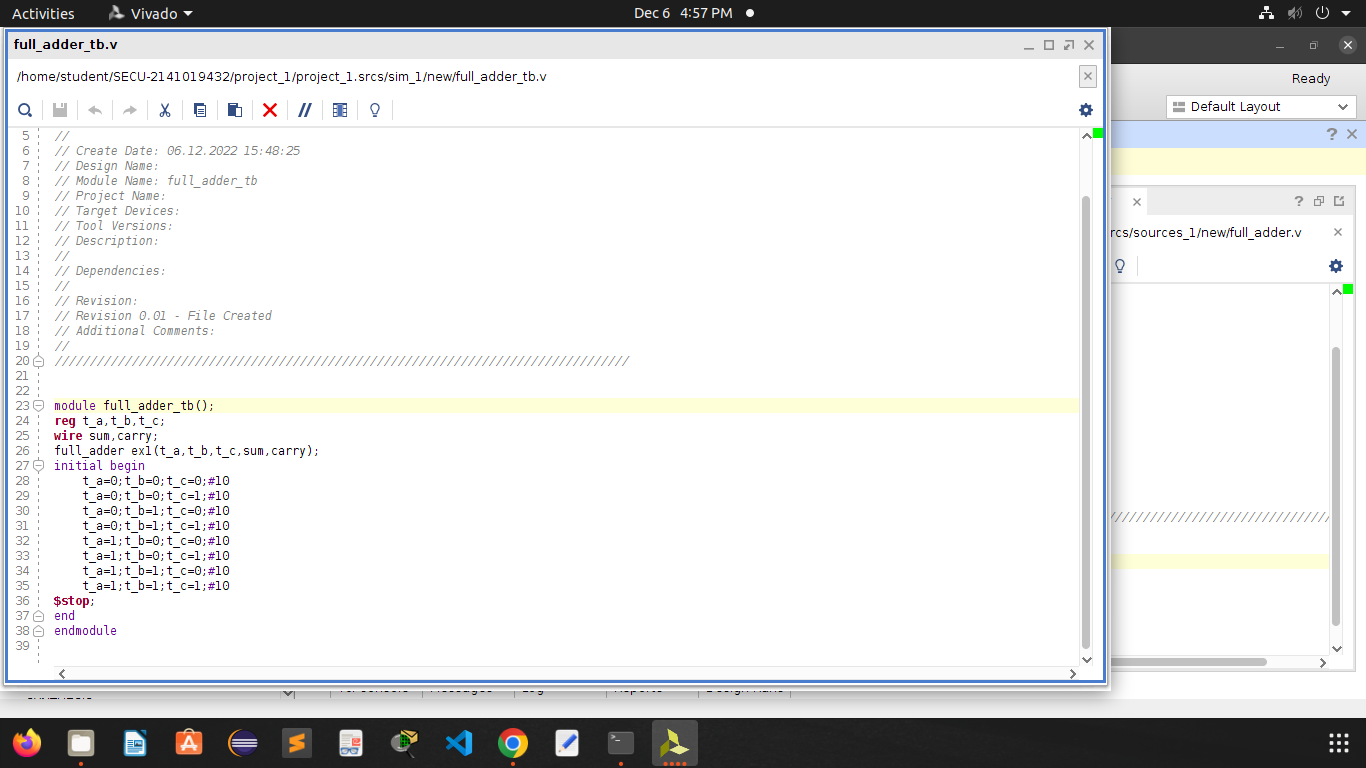 Activities Vivado Dec 6 4:57 PM
full_adder_tb.v
/home/student/SECU-2141019432/project_1/project_1.srcs/sim_1/new/full_adder_tb.v
Ready
Default Layout
rcs/sources_1/new/full_adder.v
5 //
6 // Create Date: 06.12.2022 15:48:25
7 // Design Name:
8 // Module Name: full_adder_tb
9 // Project Name:
10 // Target Devices:
11 // Tool Versions:
12 // Description:
13 //
14 // Dependencies:
15 //
16 // Revision:
17 // Revision 0.01 - File Created
18 // Additional Comments:
19 //
20 //////////////////////////////////////////////////////////////////////////////////
21
22
23 module full_adder_tb();
24 reg t_a,t_b,t_c;
25 wire sum,carry;
26 full_adder ex1(t_a,t_b,t_c,sum,carry);
27 initial begin
28 t_a=0;t_b=0;t_c=0;#10
29 t_a=0;t_b=0;t_c=1;#10
30 t_a=0;t_b=1;t_c=0;#10
31 t_a=0;t_b=1;t_c=1;#10
32 t_a=1;t_b=0;t_c=0;#10
33 t_a=1;t_b=0;t_c=1;#10
34 t_a=1;t_b=1;t_c=0;#10
35 t_a=1;t_b=1;t_c=1;#10
36 $stop;
37 end
38 endmodule
39